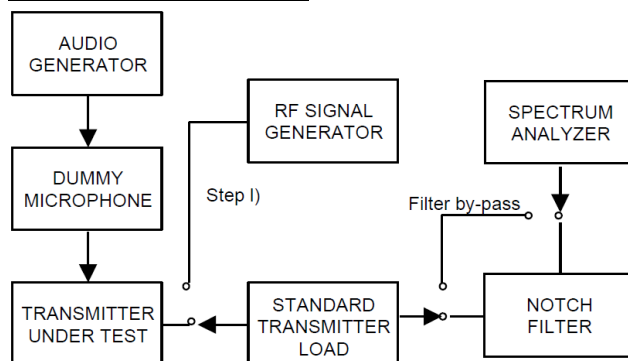 AUDIO
GENERATOR
RF SIGNAL
GENERATOR
SPECTRUM
ANALYZER
DUMMY
MICROPHONE
Step I)
Filter by-pass
TRANSMITTER
UNDER TEST
STANDARD
TRANSMITTER
LOAD
NOTCH
FILTER